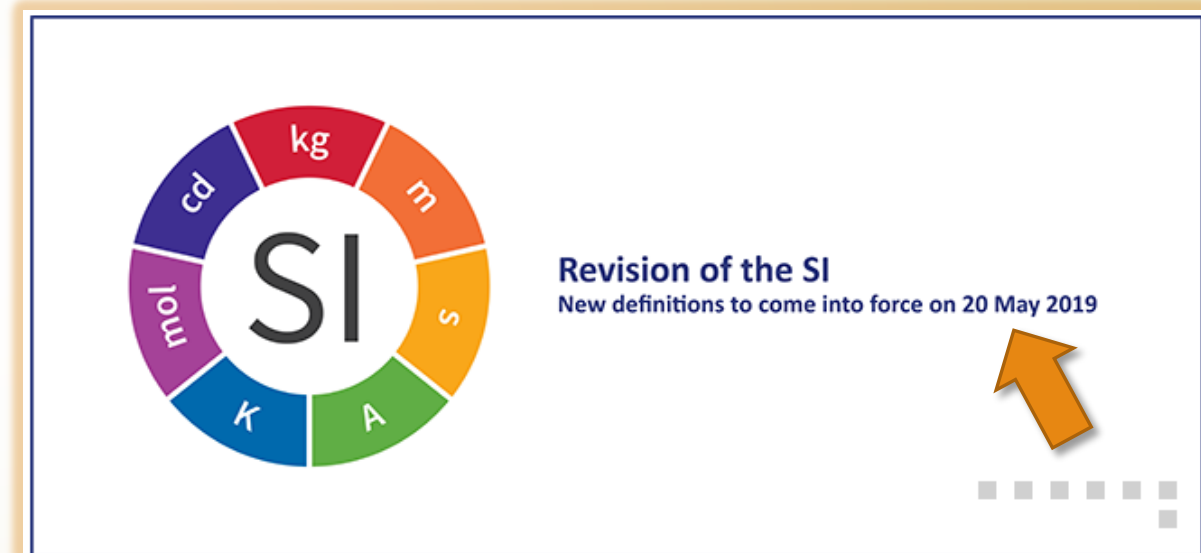 kg
m
s
A
K
mol
cd
SI
Revision of the SI
New definitions to come into force on 20 May 2019